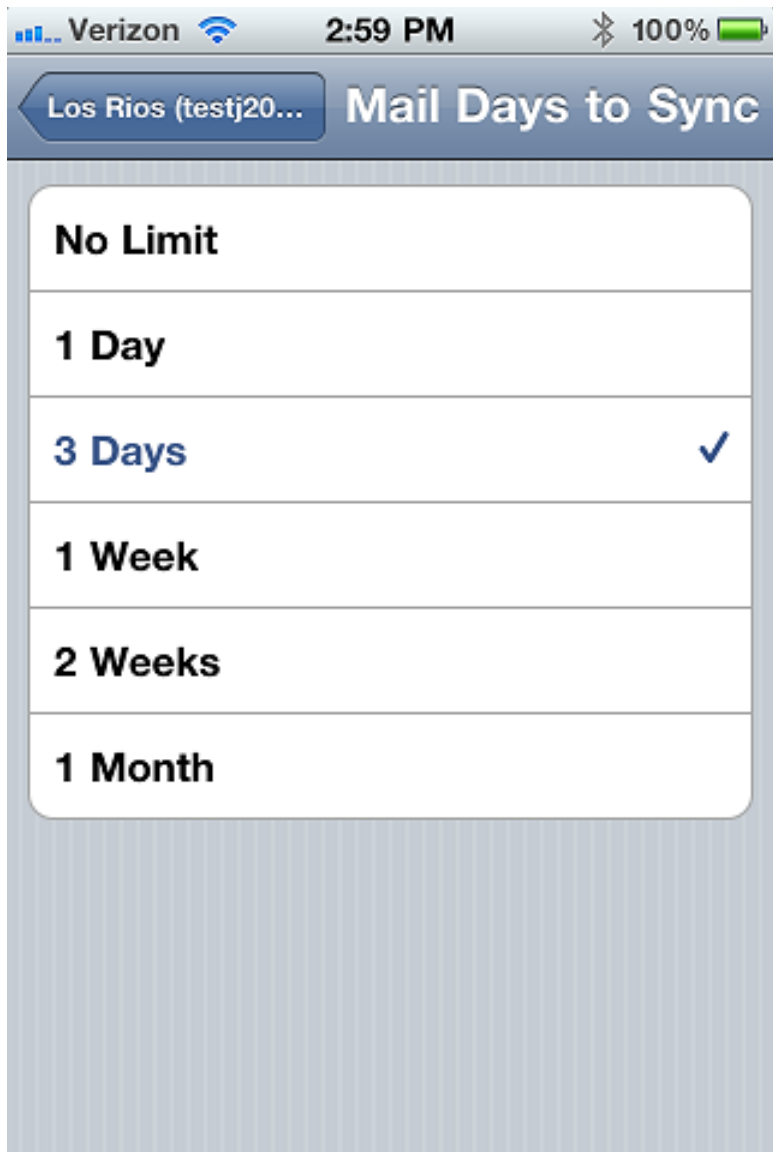 Verizon 2:59 PM 100%
Los Rios (testj20... Mail Days to Sync
No Limit
1 Day
3 Days
1 Week
2 Weeks
1 Month